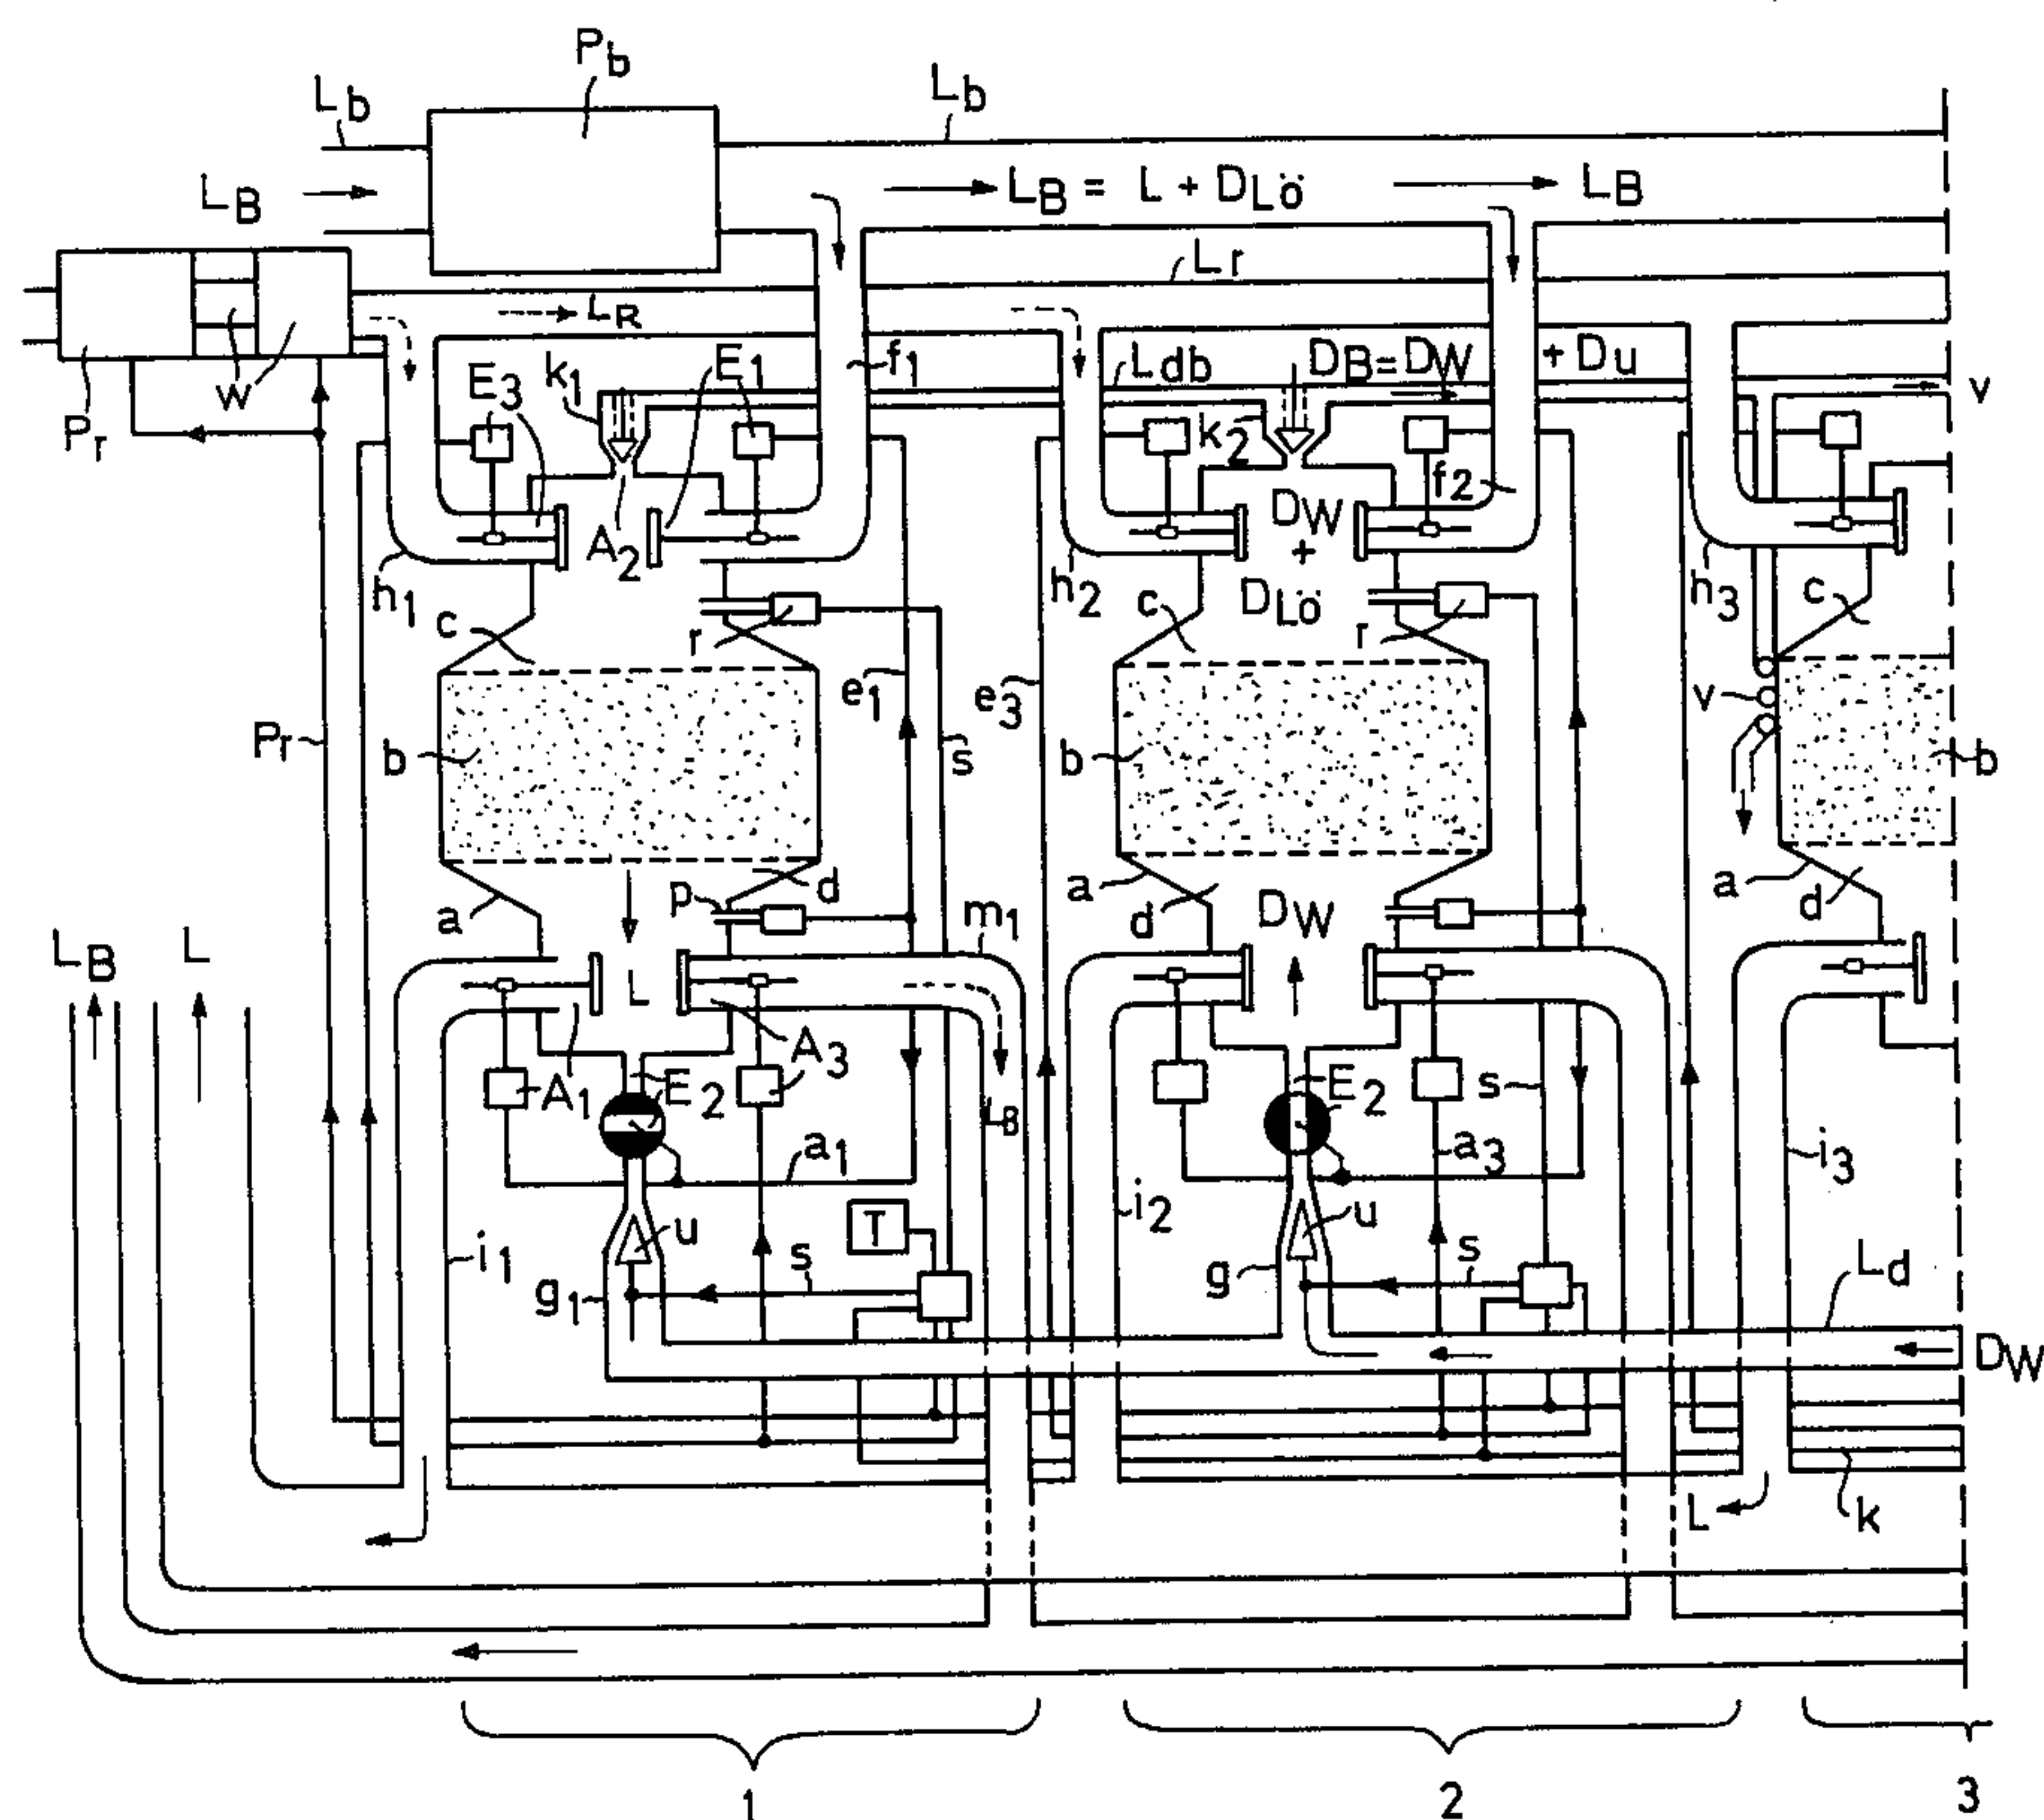 Pb
Lb
Lb
LB
LB = L + DLö
LB
Lr
LR
Pr
w
E3
k1
E1
f1
Ldb
DB = DW + Du
v
k2
f2
A2
h1
DW + DLö
h2
h3
c
r
c
r
c
e1
e3
v
Pr
b
s
b
b
a
p
d
m1
a
d
DW
a
d
LB
L
L
A1
E2
A3
LB
E2
s
a1
a3
i3
i1
u
T
i2
u
g1
s
g
s
Ld
DW
L
k
1
2
3